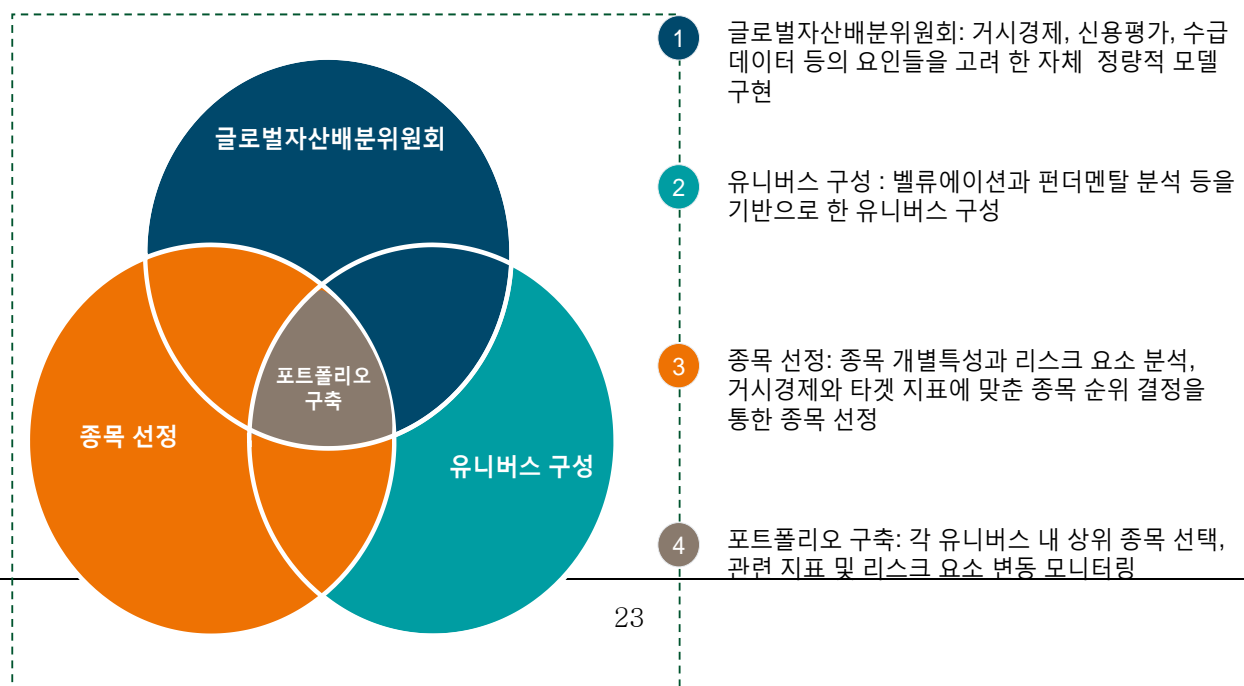 글로벌자산배분위원회
포트폴리오
구축
종목 선정
유니버스 구성
1
글로벌자산배분위원회: 거시경제, 신용평가, 수급
데이터 등의 요인들을 고려 한 자체 정량적 모델
구현
2
유니버스 구성 : 벨류에이션과 펀더멘탈 분석 등을
기반으로 한 유니버스 구성
3
종목 선정: 종목 개별특성과 리스크 요소 분석,
거시경제와 타겟 지표에 맞춘 종목 순위 결정을
통한 종목 선정
4
포트폴리오 구축: 각 유니버스 내 상위 종목 선택,
관련 지표 및 리스크 요소 변동 모니터링
23